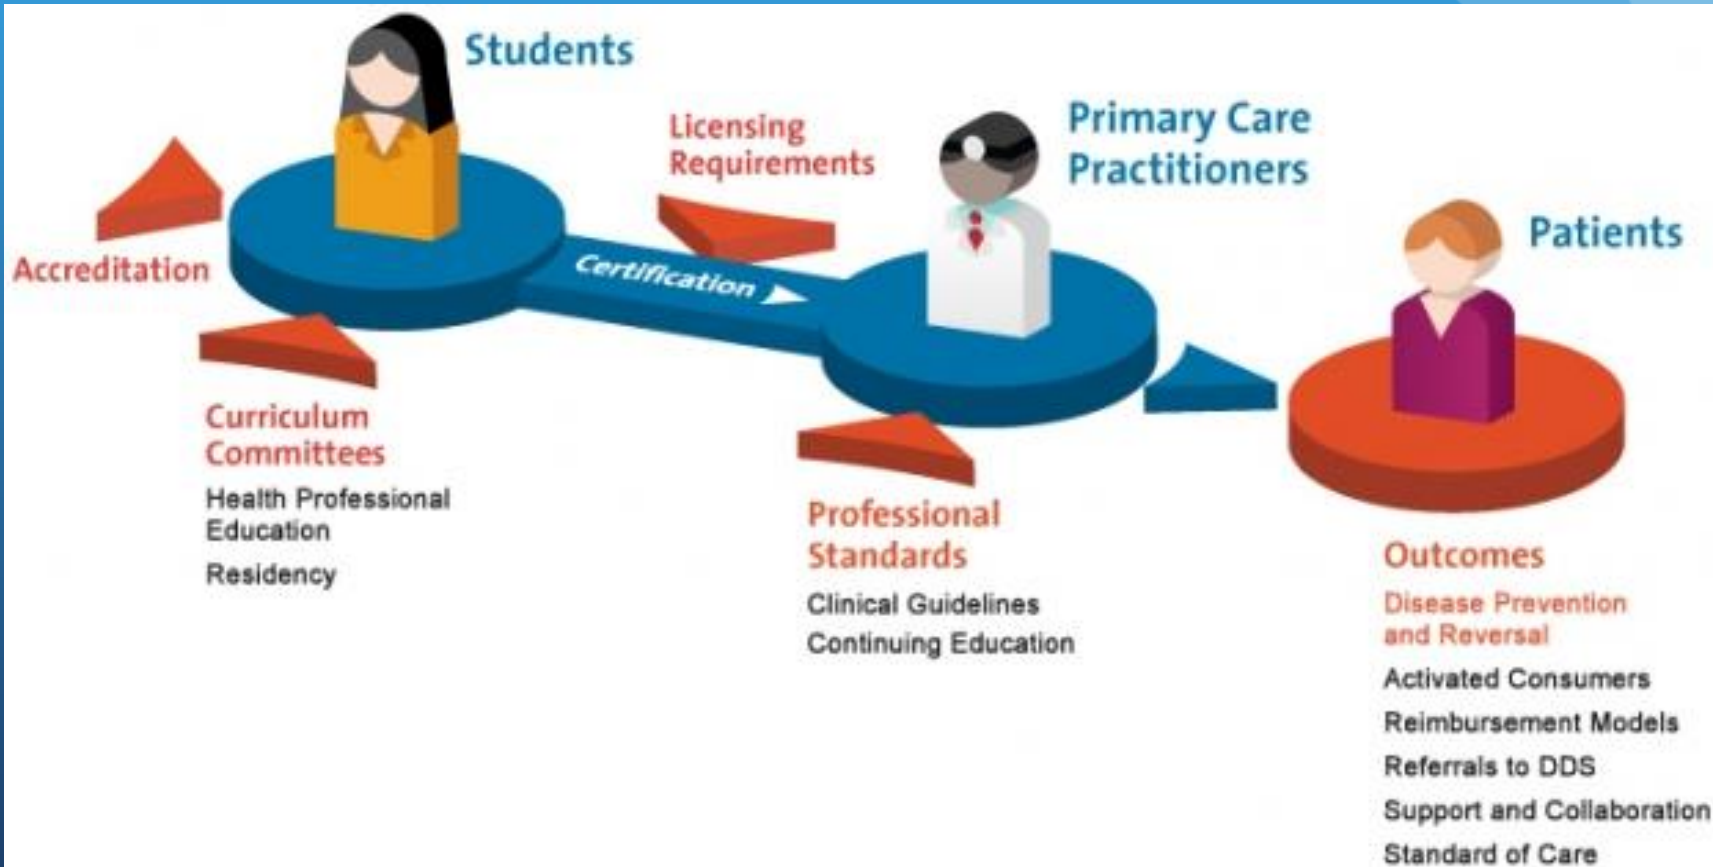 Students
Licensing
Requirements
Primary Care
Practitioners
Patients
Accreditation
Certification
Curriculum
Committees
Health Professional
Education
Residency
Professional
Standards
Clinical Guidelines
Continuing Education
Outcomes
Disease Prevention
and Reversal
Activated Consumers
Reimbursement Models
Referrals to DDS
Support and Collaboration
Standard of Care